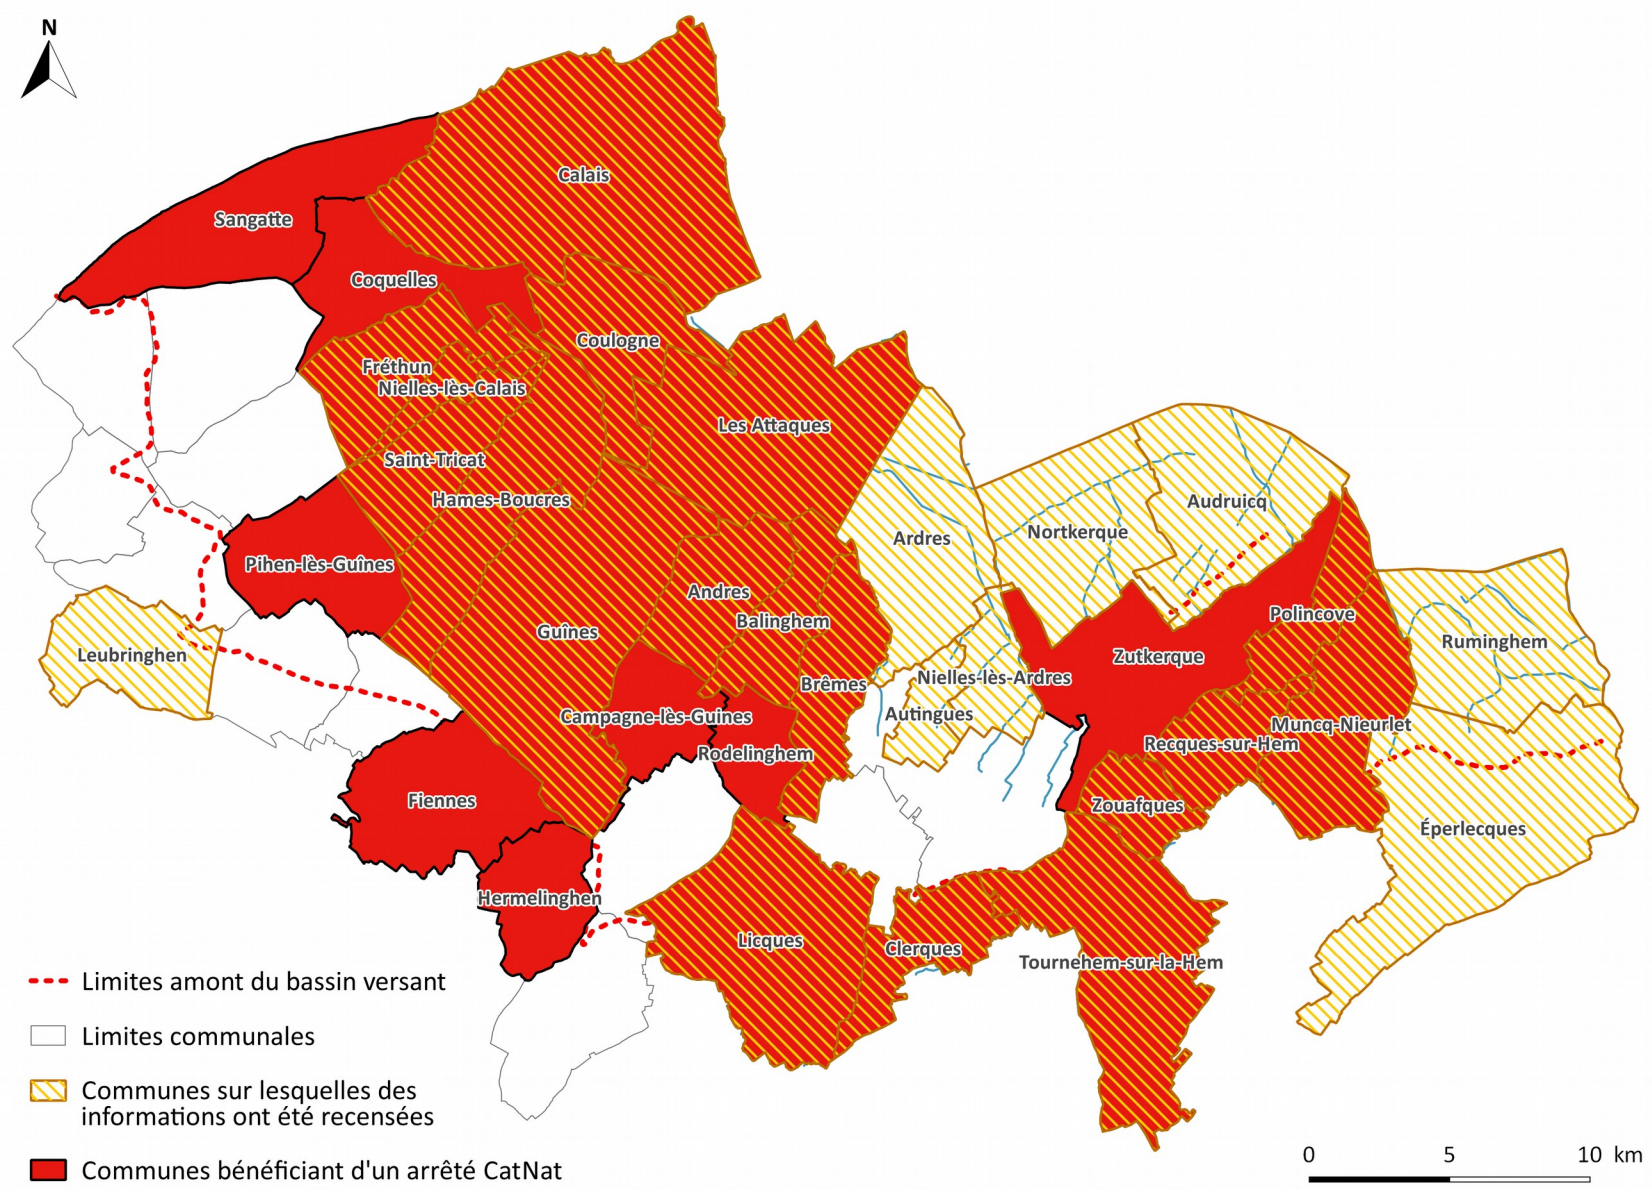 N
Calais
Sangatte
Coquelles
Coulogne
Fréthun
Nielles-lès-Calais
Les Attaques
Saint-Tricat
Hames-Boucres
Audruicq
Nortkerque
Ardres
Pihen-lès-Guînes
Andres
Polincove
Balinghem
Guînes
Ruminghem
Leubringhen
Zutkerque
Nielles-lès-Ardres
Brêmes
Autingues
Campagne-lès-Guines
Muncq-Nieurlet
Recques-sur-Hem
Rodelinghem
Fiennes
Zouafques
Éperlecques
Hermelinghen
Licques
Clerques
Tournehem-sur-la-Hem
Limites amont du bassin versant
Limites communales
Communes sur lesquelles des
informations ont été recensées
Communes bénéficiant d'un arrêté CatNat
0 5 10 km